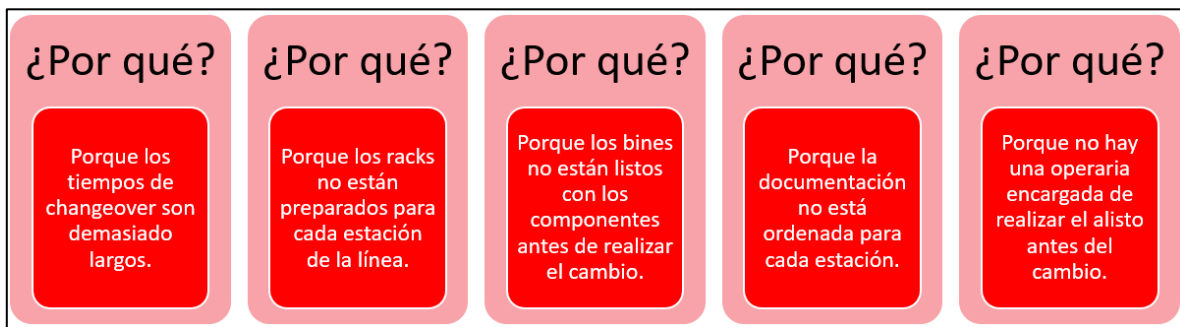 ¿Por qué?
Porque los
tiempos de
changeover son
demasiado
largos.
¿Por qué?
Porque los racks
no están
preparados para
cada estación
de la línea.
¿Por qué?
Porque los bines
no están listos
con los
componentes
antes de realizar
el cambio.
¿Por qué?
Porque la
documentación
no está
ordenada para
cada estación.
¿Por qué?
Porque no hay
una operaria
encargada de
realizar el alisto
antes del
cambio.